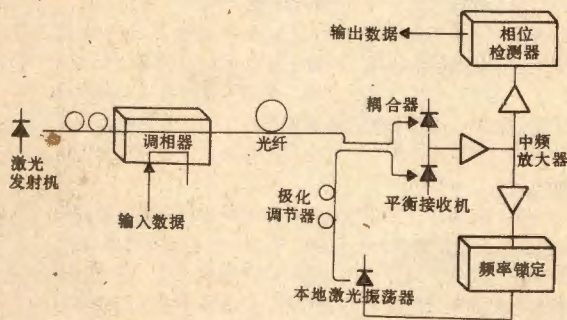 输出数据
相位
检测器
耦合器
调相器
光纤
激光
发射机
中频
放大器
输入数据
极化
调节器
平衡接收机
频率锁定
本地激光振荡器